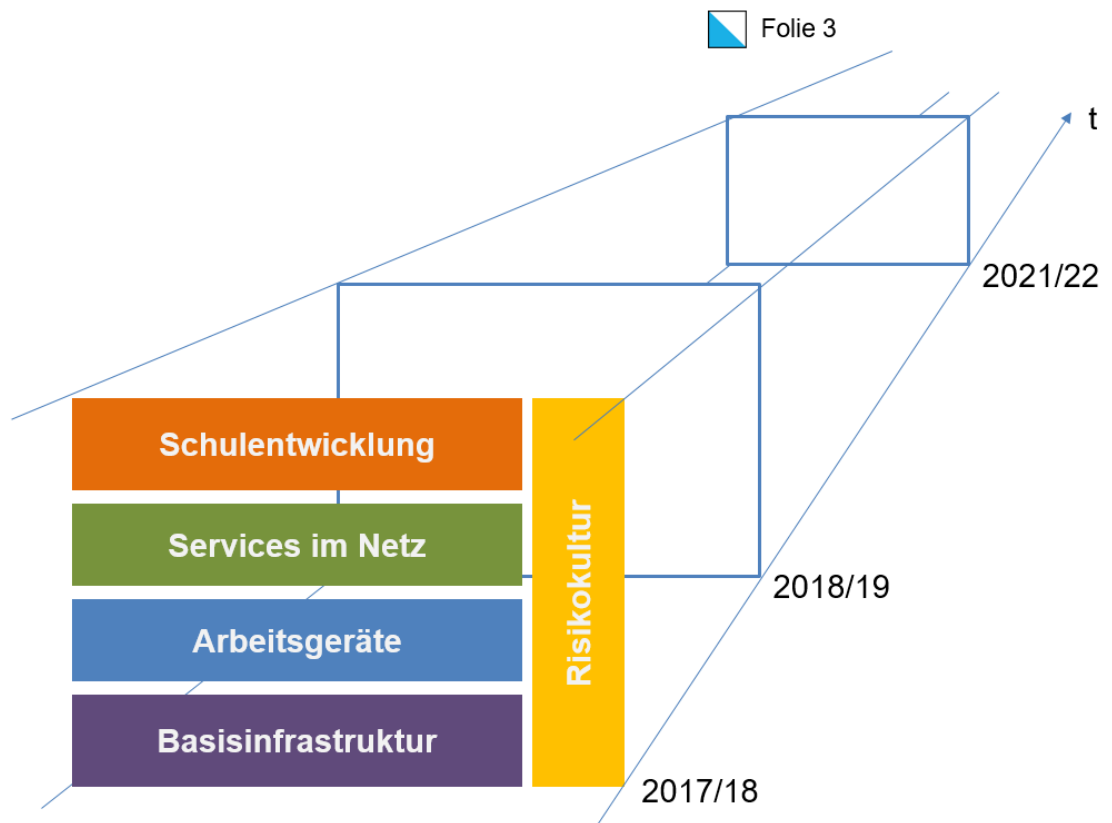 Folie 3
t
2021/22
2018/19
Schulentwicklung
Services im Netz
Arbeitsgeräte
Basisinfrastruktur
Risikokultur
2017/18